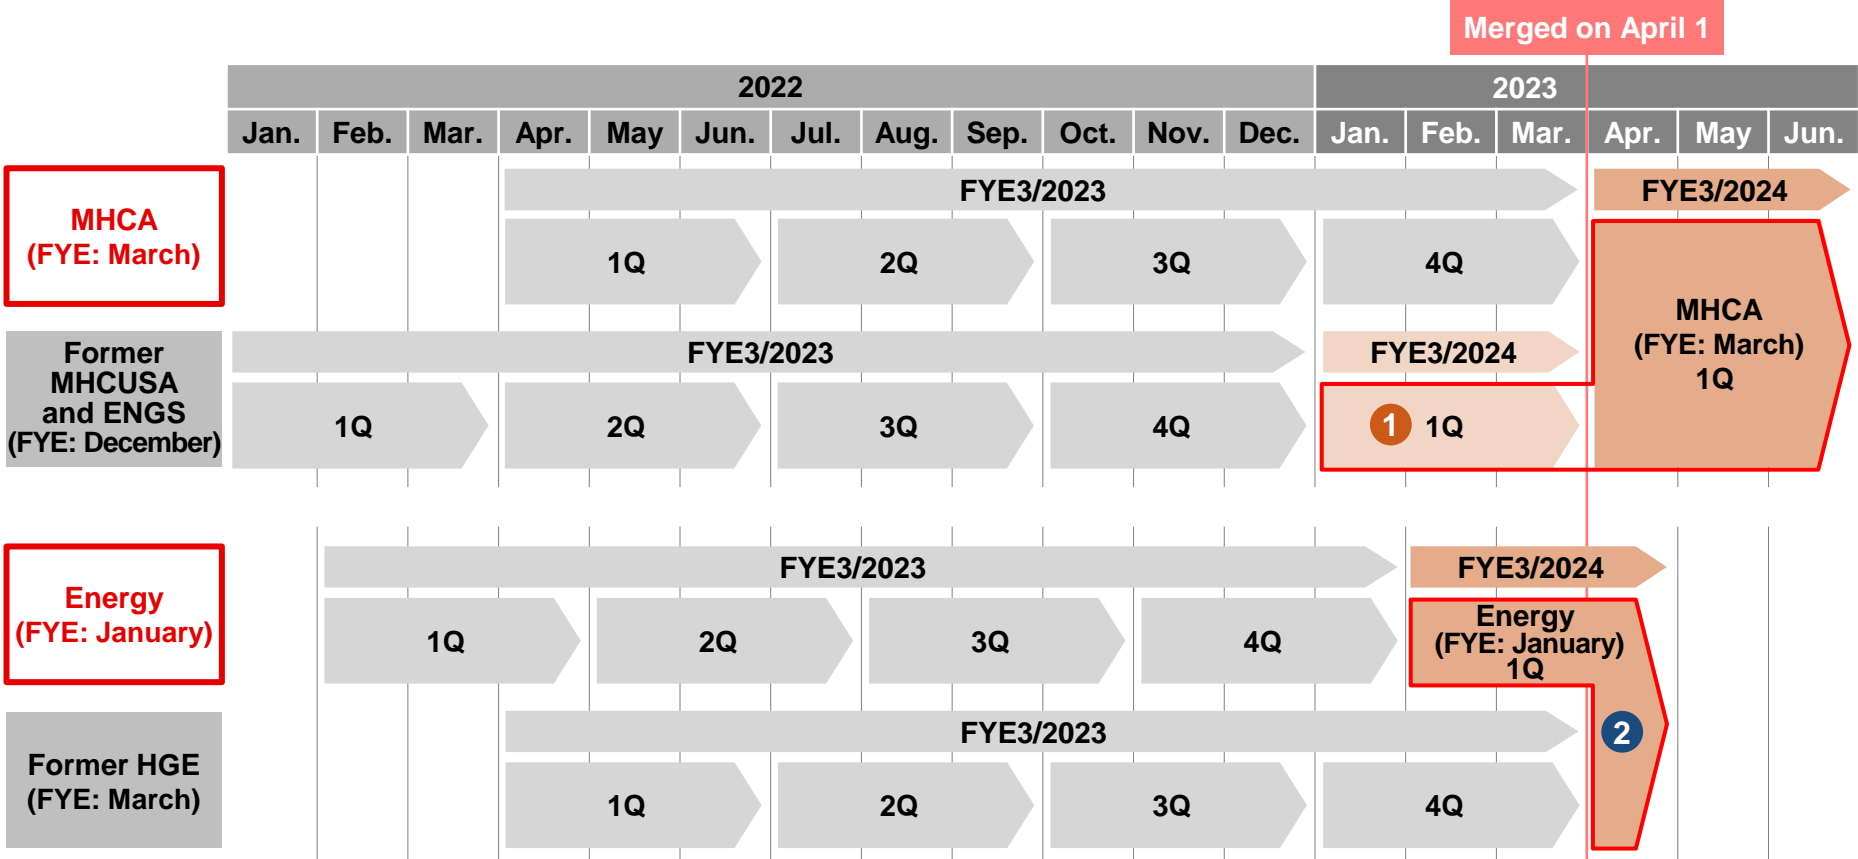 Merged on April 1
2022
2023
Jan. Feb. Mar. Apr. May Jun. Jul. Aug. Sep. Oct. Nov. Dec. Jan. Feb. Mar. Apr. May Jun.
MHCA
(FYE: March)
FYE3/2023
FYE3/2024
1Q 2Q 3Q 4Q
MHCA
(FYE: March)
1Q
Former
MHCUSA
and ENGS
(FYE: December)
FYE3/2023
FYE3/2024
1Q 2Q 3Q 4Q 1 1Q
Energy
(FYE: January)
FYE3/2023
FYE3/2024
1Q 2Q 3Q 4Q
Energy
(FYE: January)
1Q
Former HGE
(FYE: March)
FYE3/2023
2
1Q 2Q 3Q 4Q